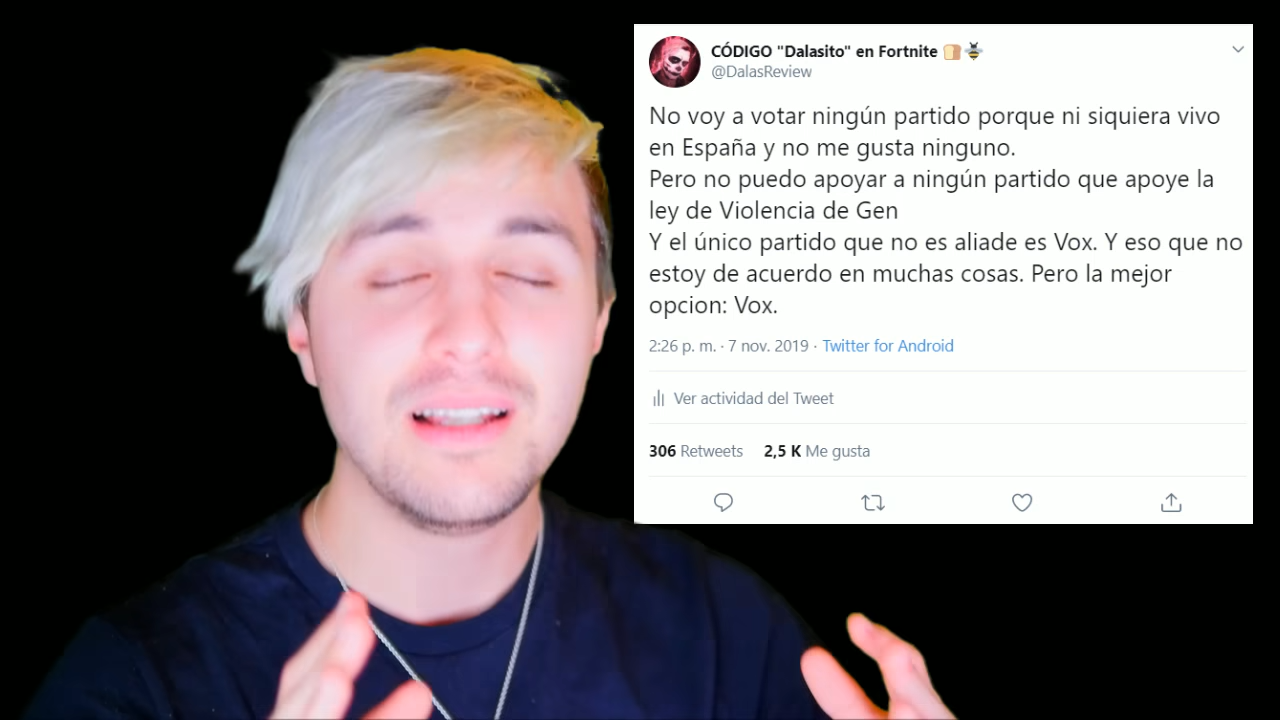 CÓDIGO "Dalasito" en Fortnite 🍞🐝
@DalasReview
No voy a votar ningún partido porque ni siquiera vivo
en España y no me gusta ninguno.
Pero no puedo apoyar a ningún partido que apoye la
ley de Violencia de Gen
Y el único partido que no es aliade es Vox. Y eso que no
estoy de acuerdo en muchas cosas. Pero la mejor
opcion: Vox.
2:26 p. m. · 7 nov. 2019 · Twitter for Android
Ver actividad del Tweet
306 Retweets 2,5 K Me gusta